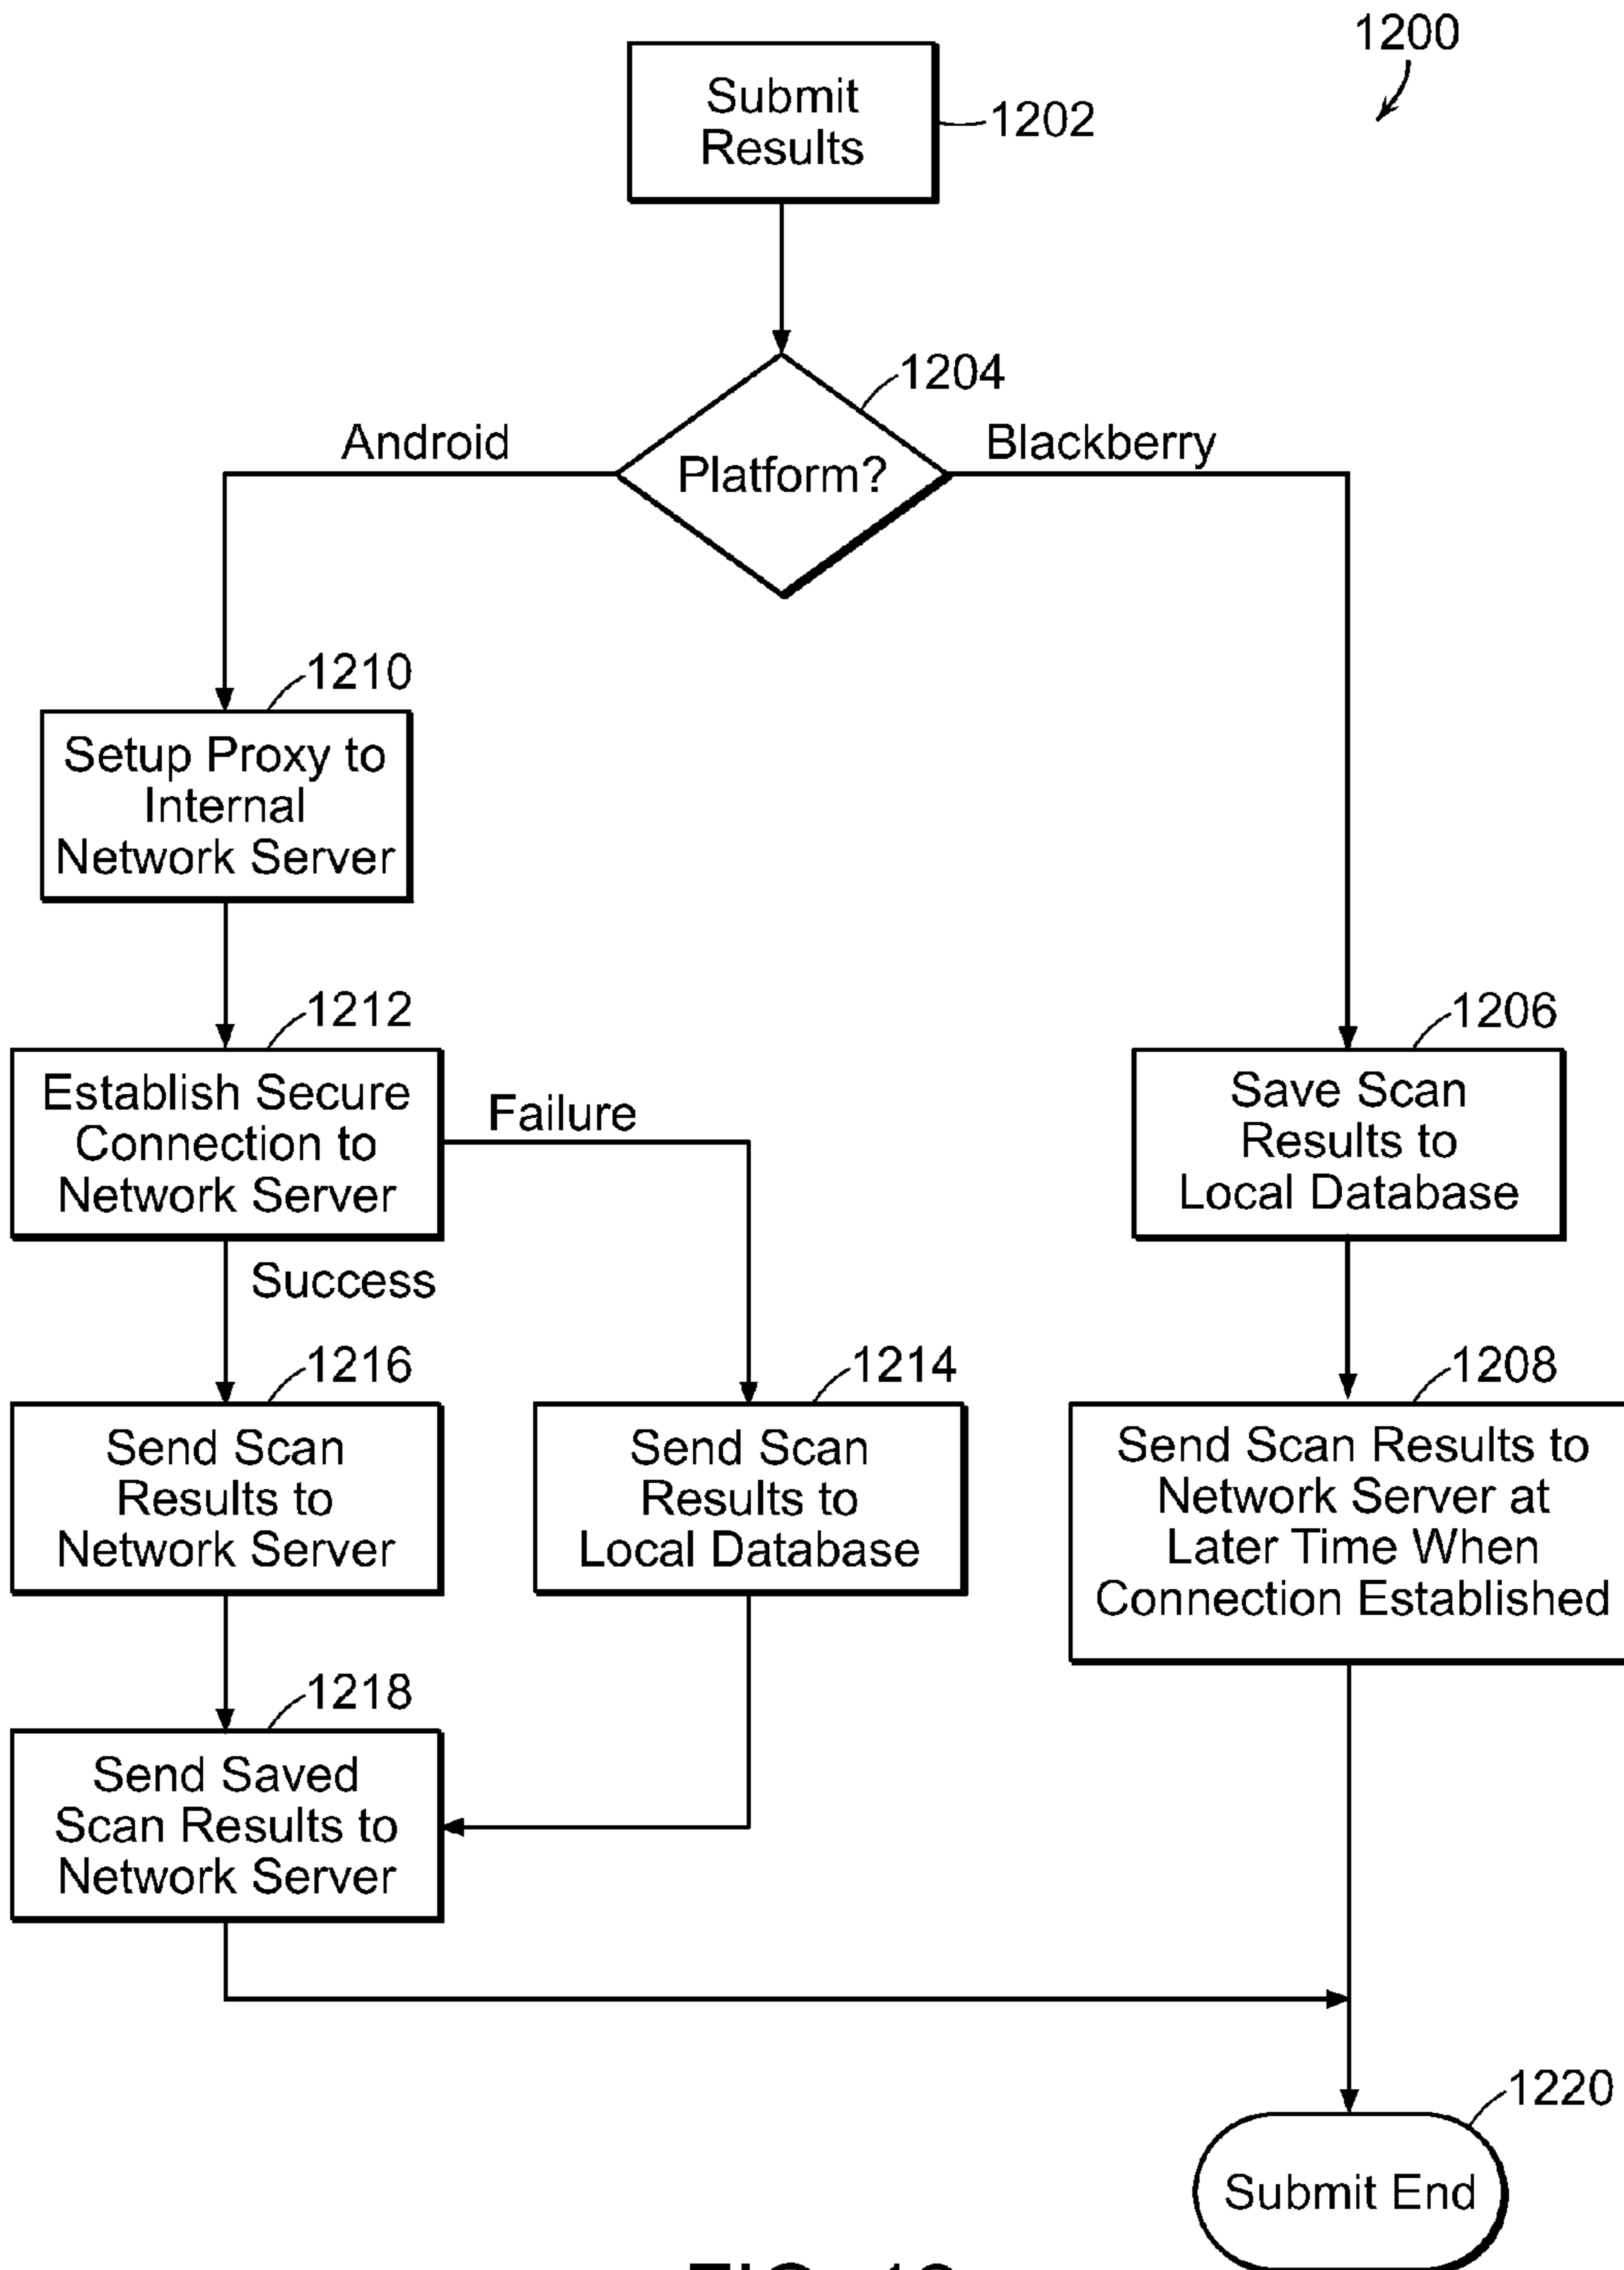 1200
Submit
Results
1202
1204
Platform?
Android
Blackberry
1210
Setup Proxy to
Internal
Network Server
1212
Establish Secure
Connection to
Network Server
Failure
Success
1206
Save Scan
Results to
Local Database
1216
Send Scan
Results to
Network Server
1214
Send Scan
Results to
Local Database
1208
Send Scan Results to
Network Server at
Later Time When
Connection Established
1218
Send Saved
Scan Results to
Network Server
1220
Submit End